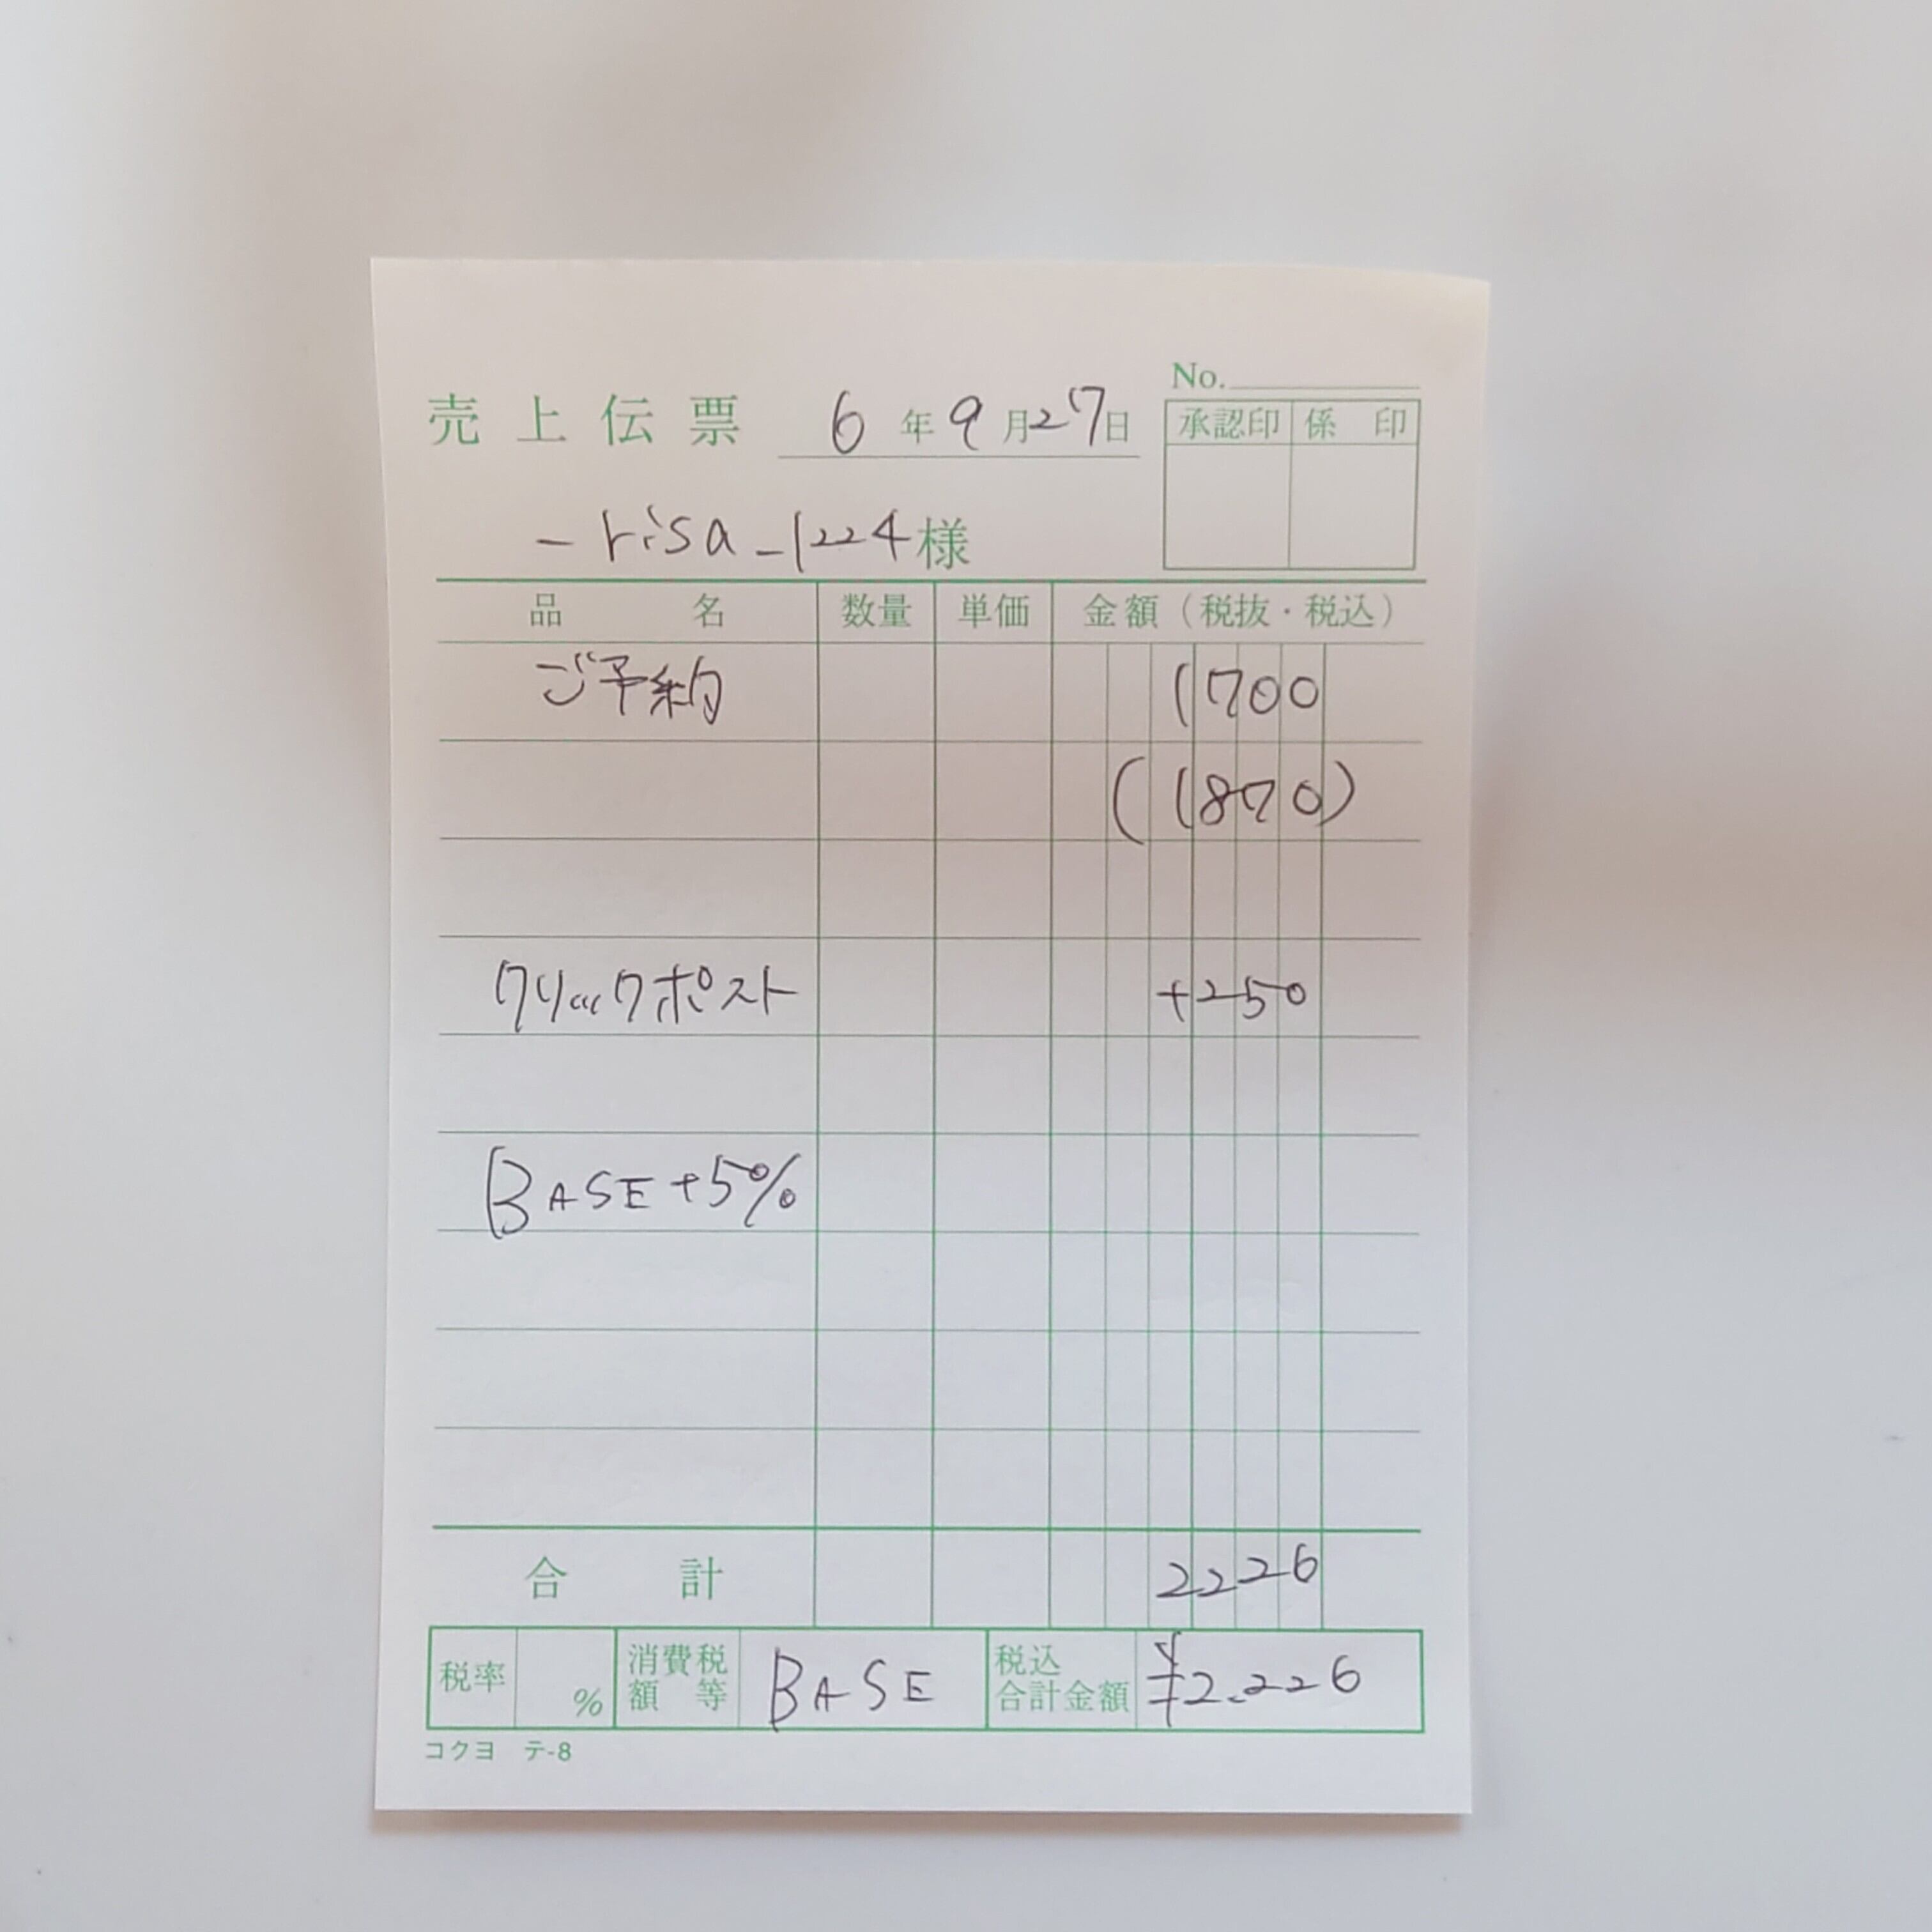 No.
売上伝票 6年9月27日
承認印 係印
_risa_1224様
品名 数量 単価 金額(税抜・税込)
ご予約 1700
(1870)
クリックポスト +250
BASE+5%
合計 2226
税率 % 消費税額等 BASE 税込合計金額 ¥2.226
コクヨ テ-8